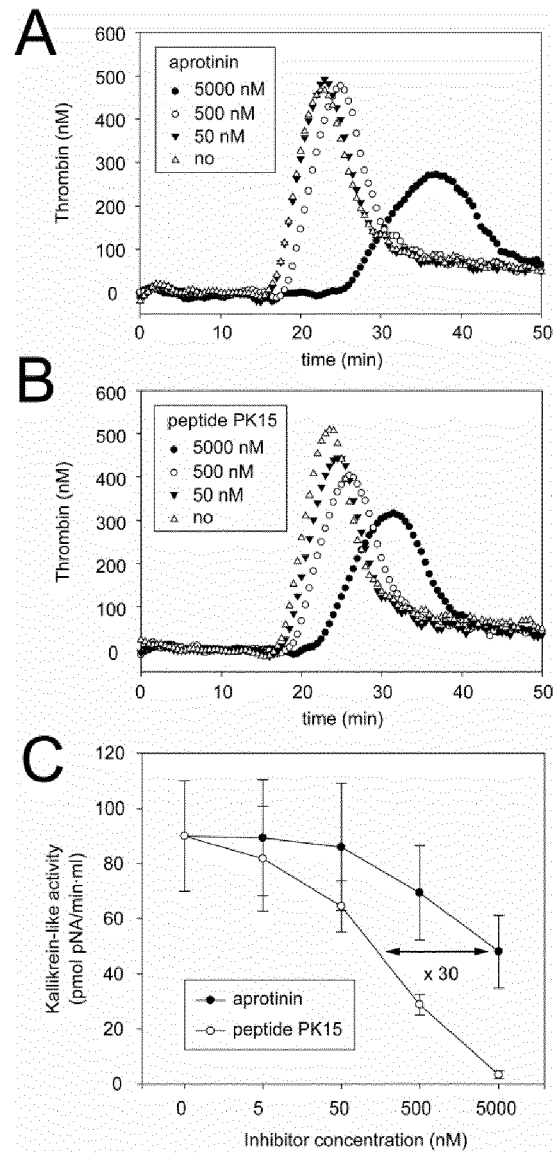 A
600
500
400
300
200
100
0
Thrombin (nM)
aprotinin
5000 nM
500 nM
50 nM
no
0 10 20 30 40 50
time (min)
B
600
500
400
300
200
100
0
Thrombin (nM)
peptide PK15
5000 nM
500 nM
50 nM
no
0 10 20 30 40 50
time (min)
C
120
100
80
60
40
20
0
Kallikrein-like activity
(pmol pNA/min·ml)
x 30
aprotinin
peptide PK15
0 5 50 500 5000
Inhibitor concentration (nM)